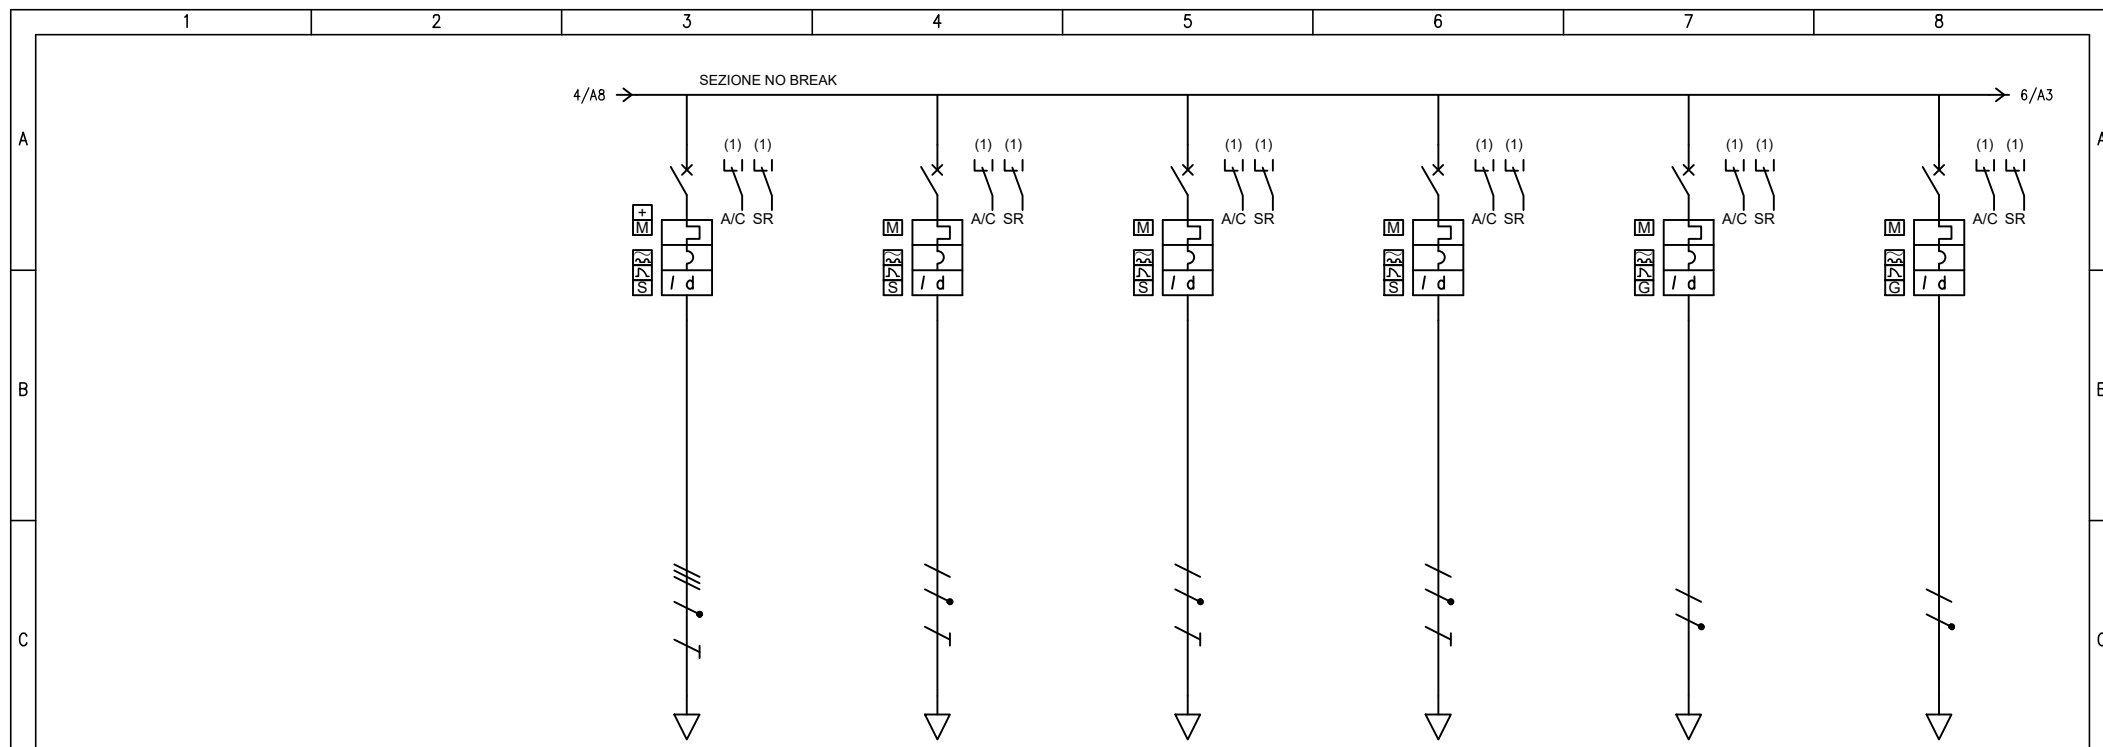 1 2 3 4 5 6 7 8
SEZIONE NO BREAK
4/A8 6/A3
A A
(1) (1) (1) (1) (1) (1) (1) (1) (1) (1) (1) (1)
A/C SR A/C SR A/C SR A/C SR A/C SR A/C SR
+
M M M M M M
S I d S I d S I d S I d G I d G I d
B B
C C